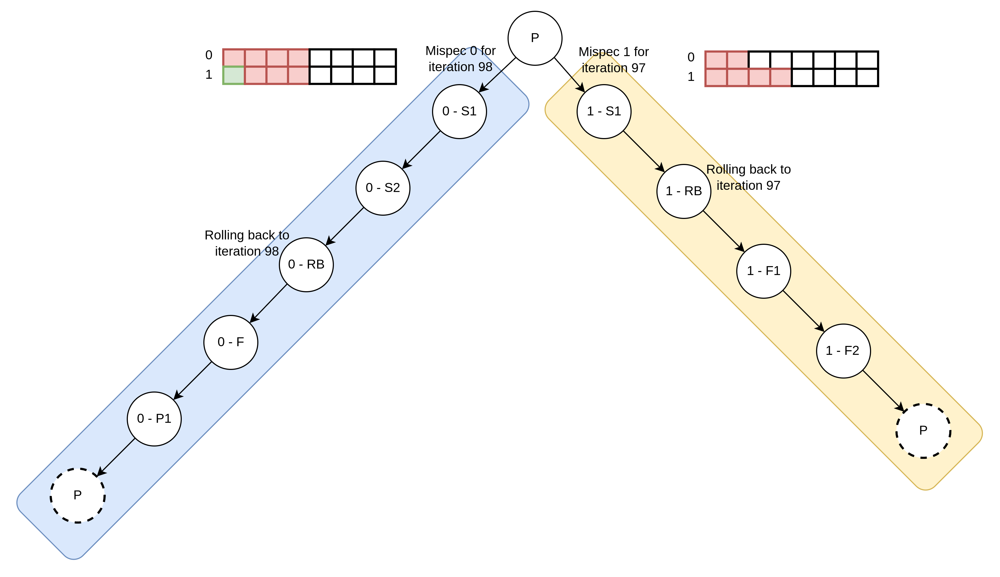 P
Mispec 0 for
iteration 98
Mispec 1 for
iteration 97
0
1
0
1
0 - S1
1 - S1
0 - S2
1 - RB
Rolling back to
iteration 97
Rolling back to
iteration 98
0 - RB
1 - F1
0 - F
1 - F2
0 - P1
P
P